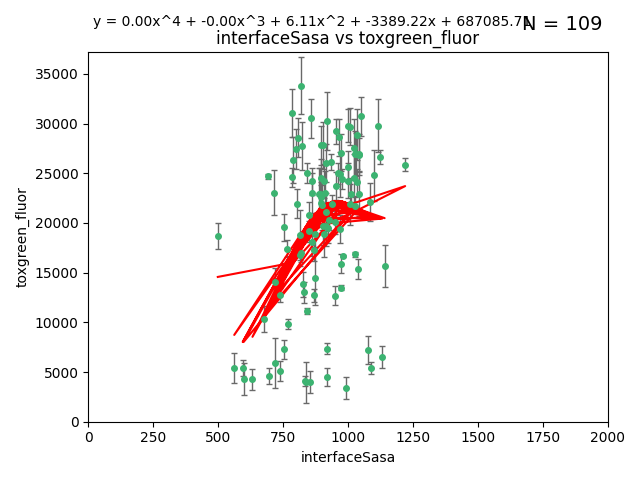 y = 0.00x^4 + -0.00x^3 + 6.11x^2 + -3389.22x + 687085.71
N = 109
interfaceSasa vs toxgreen_fluor
35000
30000
25000
20000
15000
10000
5000
0
toxgreen_fluor
0 250 500 750 1000 1250 1500 1750 2000
interfaceSasa